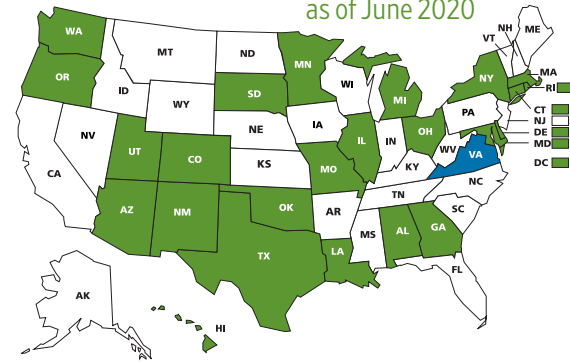 as of June 2020
WA
MT
ND
MN
VT
NH
ME
OR
ID
SD
WI
MI
NY
MA
RI
WY
CT
NJ
DE
MD
DC
NV
UT
NE
IA
IL
IN
OH
PA
WV
VA
CA
CO
KS
MO
KY
NC
AZ
NM
OK
AR
TN
SC
TX
LA
MS
AL
GA
FL
AK
HI